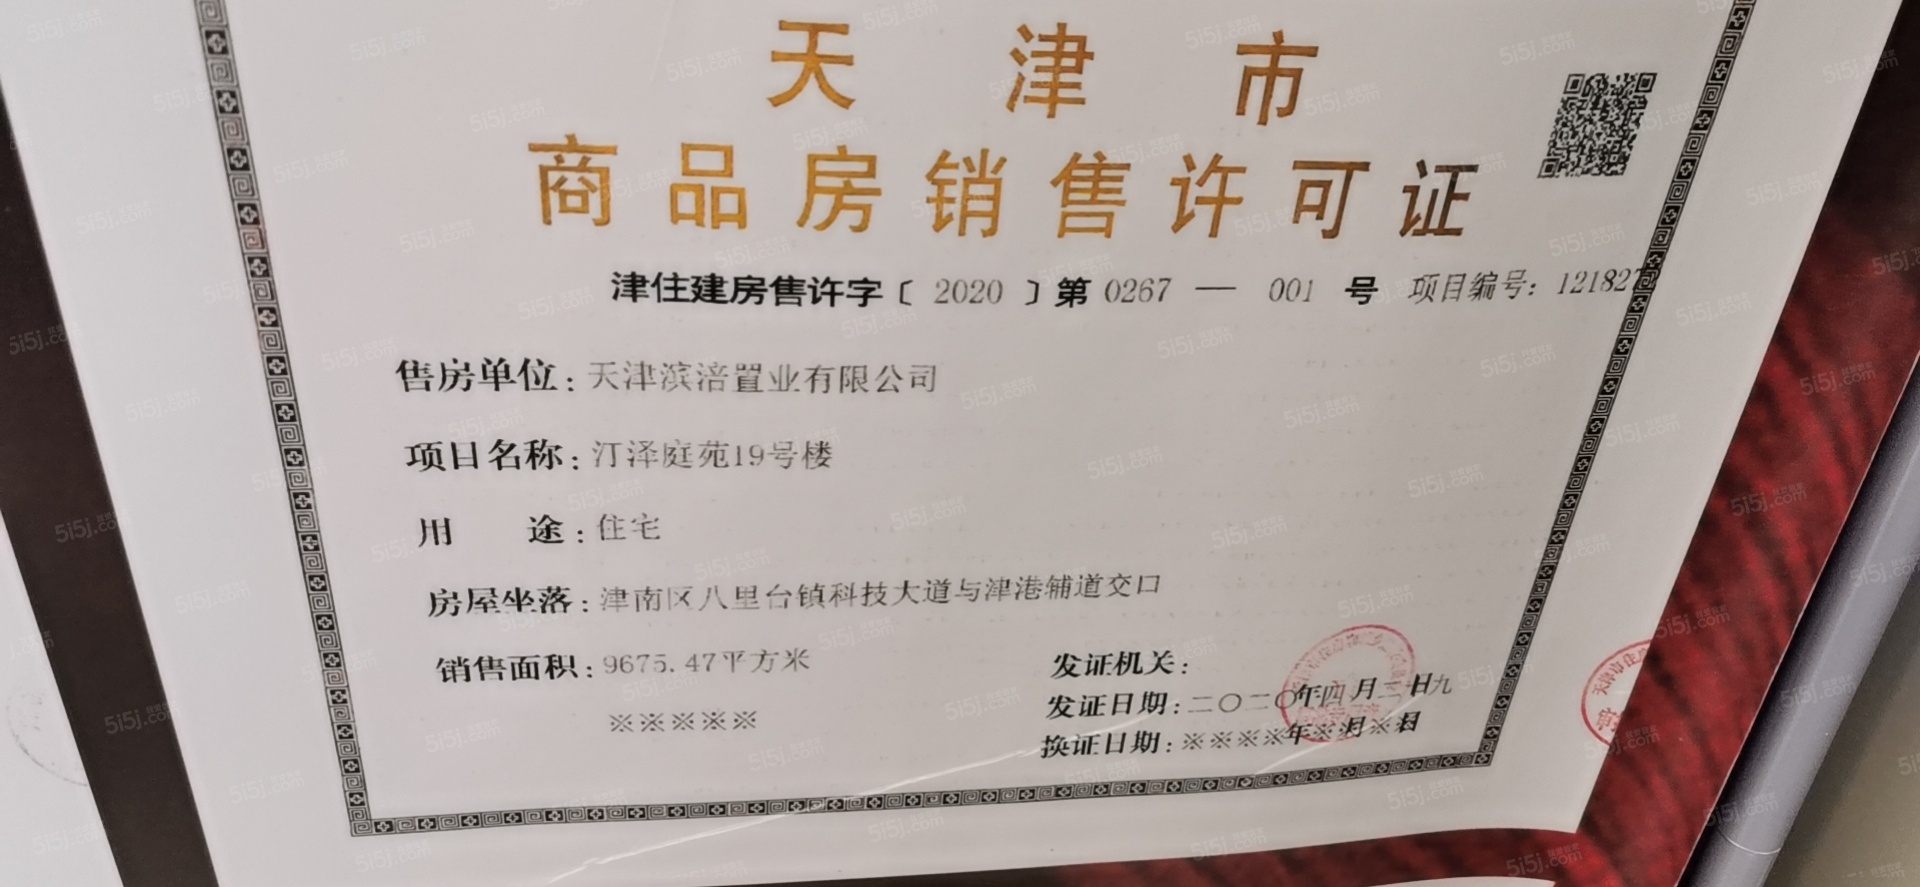 天津市
商品房销售许可证
津住建房售许字〔2020〕第0267—001号 项目编号：121827
售房单位：天津滨涪置业有限公司
项目名称：汀泽庭苑19号楼
用途：住宅
房屋坐落：津南区八里台镇科技大道与津港辅道交口
销售面积：9675.47平方米
※※※※※
发证机关：
发证日期：二〇二〇年四月二十九日
换证日期：※※※※年※月※日